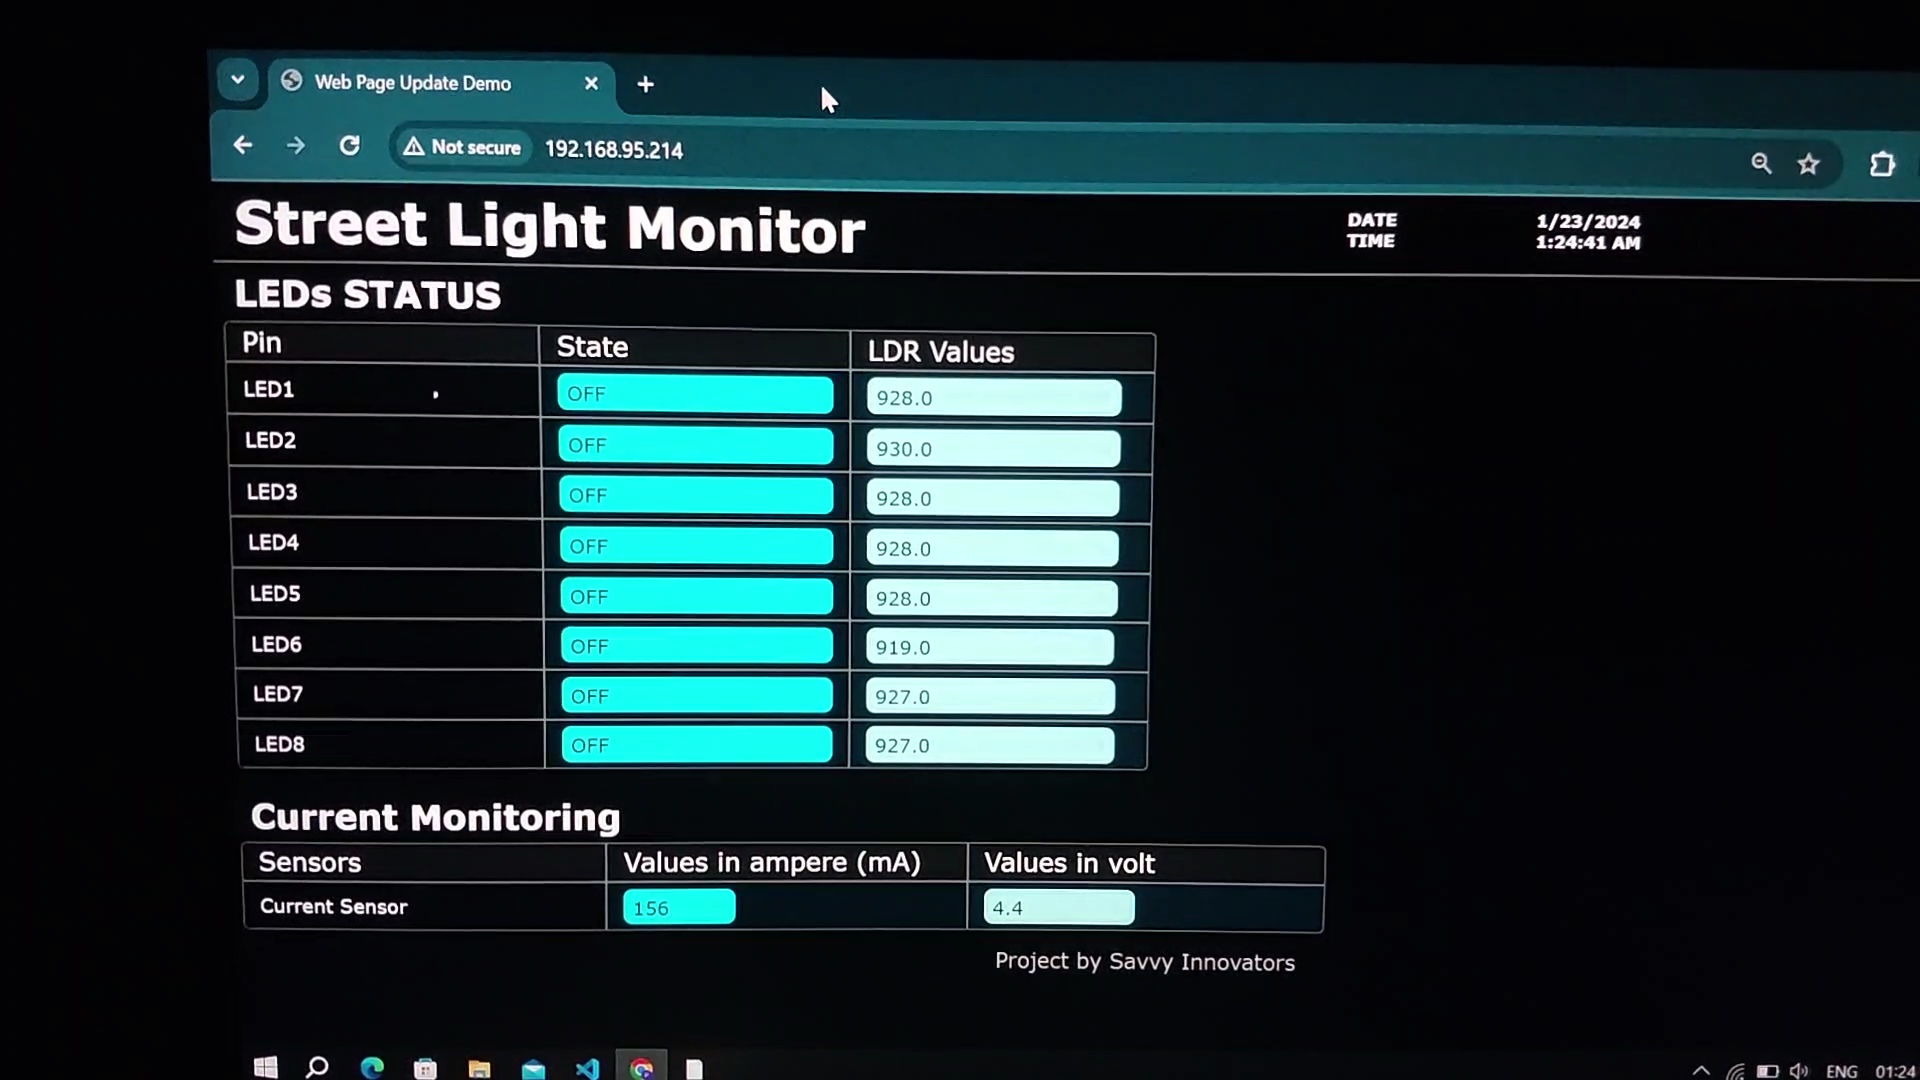 Web Page Update Demo
Not secure 192.168.95.214
Street Light Monitor
DATE 1/23/2024
TIME 1:24:41 AM
LEDs STATUS
Pin State LDR Values
LED1 OFF 928.0
LED2 OFF 930.0
LED3 OFF 928.0
LED4 OFF 928.0
LED5 OFF 928.0
LED6 OFF 919.0
LED7 OFF 927.0
LED8 OFF 927.0
Current Monitoring
Sensors Values in ampere (mA) Values in volt
Current Sensor 156 4.4
Project by Savvy Innovators
ENG 01:24